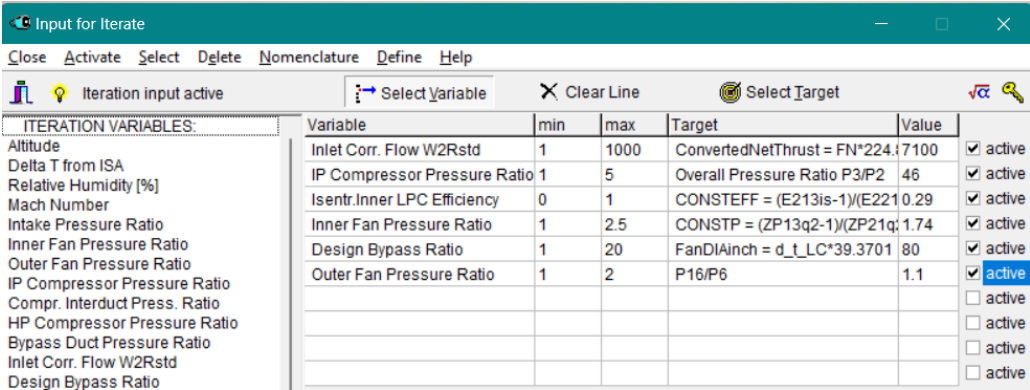 Input for Iterate
Close Activate Select Delete Nomenclature Define Help
Iteration input active Select Variable Clear Line Select Target √α
ITERATION VARIABLES:
Altitude
Delta T from ISA
Relative Humidity [%]
Mach Number
Intake Pressure Ratio
Inner Fan Pressure Ratio
Outer Fan Pressure Ratio
IP Compressor Pressure Ratio
Compr. Interduct Press. Ratio
HP Compressor Pressure Ratio
Bypass Duct Pressure Ratio
Inlet Corr. Flow W2Rstd
Design Bypass Ratio
Variable min max Target Value
Inlet Corr. Flow W2Rstd 1 1000 ConvertedNetThrust = FN*224. 7100 active
IP Compressor Pressure Ratio 1 5 Overall Pressure Ratio P3/P2 46 active
Isentr.Inner LPC Efficiency 0 1 CONSTEFF = (E213is-1)/(E221 0.29 active
Inner Fan Pressure Ratio 1 2.5 CONSTP = (ZP13q2-1)/(ZP21q 1.74 active
Design Bypass Ratio 1 20 FanDIAinch = d_t_LC*39.3701 80 active
Outer Fan Pressure Ratio 1 2 P16/P6 1.1 active
active
active
active
active